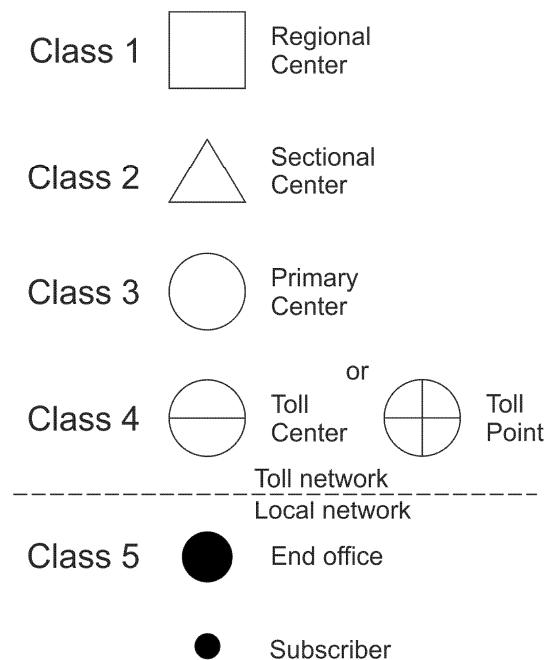 Class 1
Regional
Center
Class 2
Sectional
Center
Class 3
Primary
Center
or
Class 4
Toll
Center
Toll
Point
Toll network
Local network
Class 5
End office
Subscriber